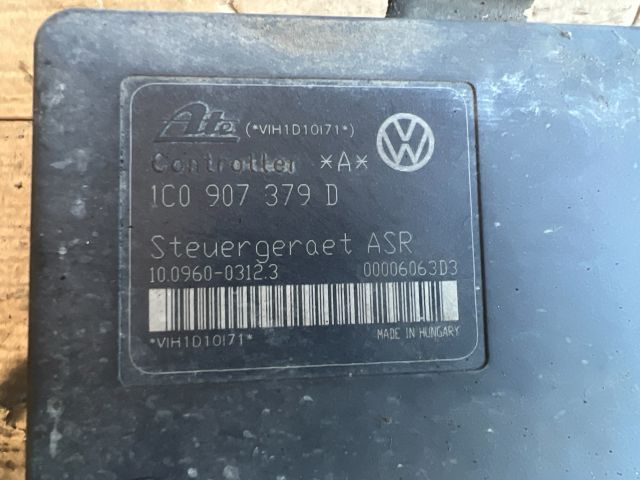 Ate (*VIH1D10I71*)
Controller *A*
1C0 907 379 D
Steuergeraet ASR
10.0960-0312.3 00006063D3
*VIH1D10I71* MADE IN HUNGARY